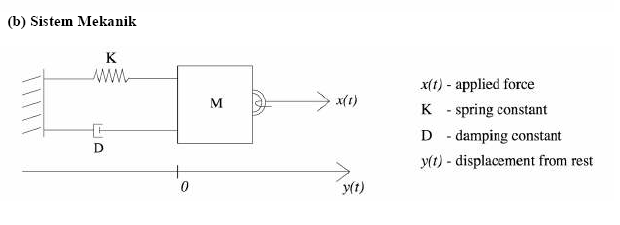 (b) Sistem Mekanik
K
M
x(t)
D
0
y(t)
x(t) - applied force
K - spring constant
D - damping constant
y(t) - displacement from rest